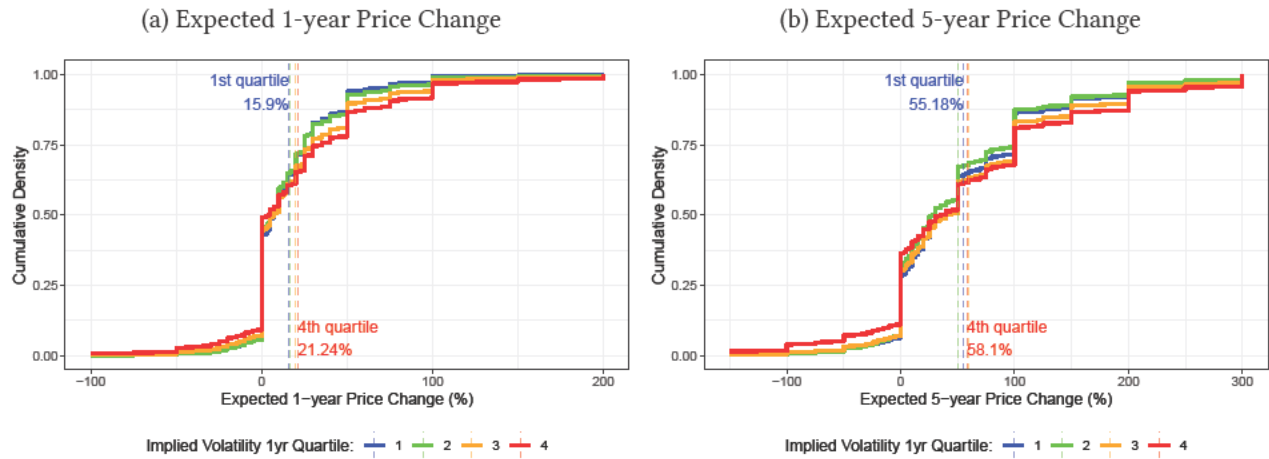 (a) Expected 1-year Price Change
1.00
0.75
0.50
0.25
0.00
Cumulative Density
1st quartile
15.9%
4th quartile
21.24%
−100
0
100
200
Expected 1−year Price Change (%)
Implied Volatility 1yr Quartile: 1 2 3 4
(b) Expected 5-year Price Change
1.00
0.75
0.50
0.25
0.00
Cumulative Density
1st quartile
55.18%
4th quartile
58.1%
−100
0
100
200
300
Expected 5−year Price Change (%)
Implied Volatility 1yr Quartile: 1 2 3 4